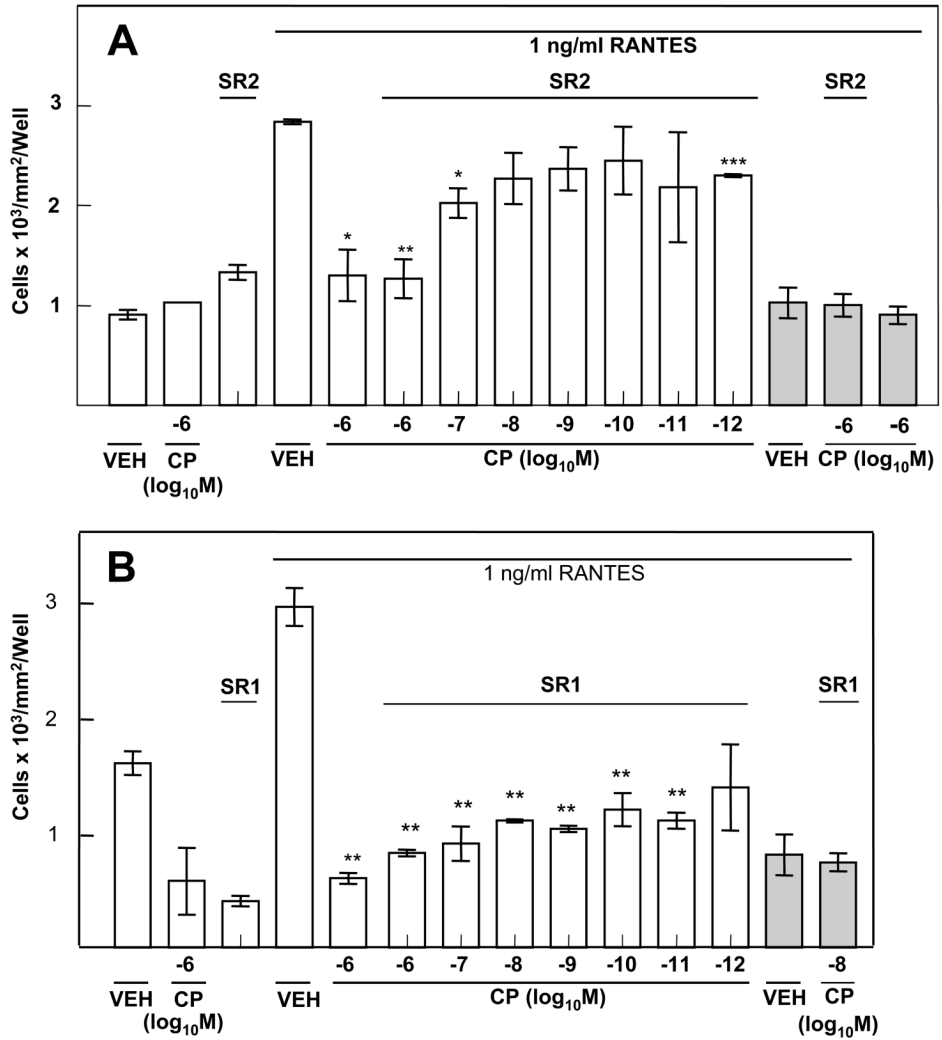 A
1 ng/ml RANTES
SR2 SR2 SR2
3
2
1
Cells x 10³/mm²/Well
* ** * ***
-6 -6 -6 -7 -8 -9 -10 -11 -12 -6 -6
VEH CP VEH CP (log₁₀M) VEH CP (log₁₀M)
(log₁₀M)
B
1 ng/ml RANTES
SR1 SR1 SR1
3
2
1
Cells x 10³/mm²/Well
** ** ** ** ** ** **
-6 -6 -6 -7 -8 -9 -10 -11 -12 -8
VEH CP VEH CP (log₁₀M) VEH CP
(log₁₀M) (log₁₀M)